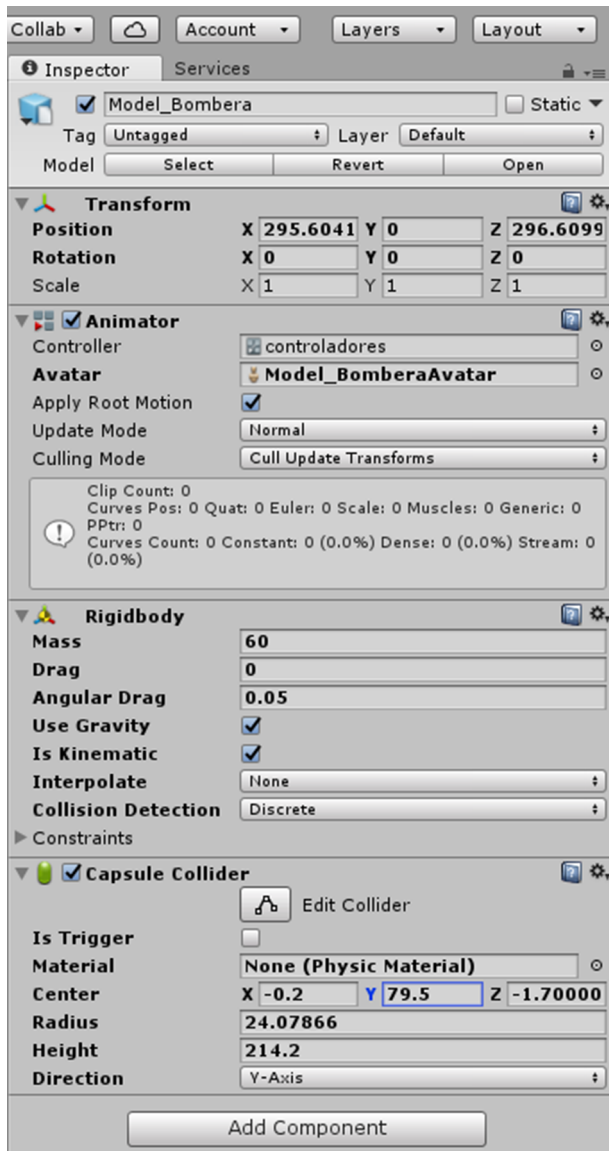 Collab Account Layers Layout
Inspector Services
Model_Bombera Static
Tag Untagged Layer Default
Model Select Revert Open
Transform
Position X 295.6041 Y 0 Z 296.6099
Rotation X 0 Y 0 Z 0
Scale X 1 Y 1 Z 1
Animator
Controller controladores
Avatar Model_BomberaAvatar
Apply Root Motion
Update Mode Normal
Culling Mode Cull Update Transforms
Clip Count: 0
Curves Pos: 0 Quat: 0 Euler: 0 Scale: 0 Muscles: 0 Generic: 0
PPtr: 0
Curves Count: 0 Constant: 0 (0.0%) Dense: 0 (0.0%) Stream: 0
(0.0%)
Rigidbody
Mass 60
Drag 0
Angular Drag 0.05
Use Gravity
Is Kinematic
Interpolate None
Collision Detection Discrete
Constraints
Capsule Collider
Edit Collider
Is Trigger
Material None (Physic Material)
Center X -0.2 Y 79.5 Z -1.70000
Radius 24.07866
Height 214.2
Direction Y-Axis
Add Component